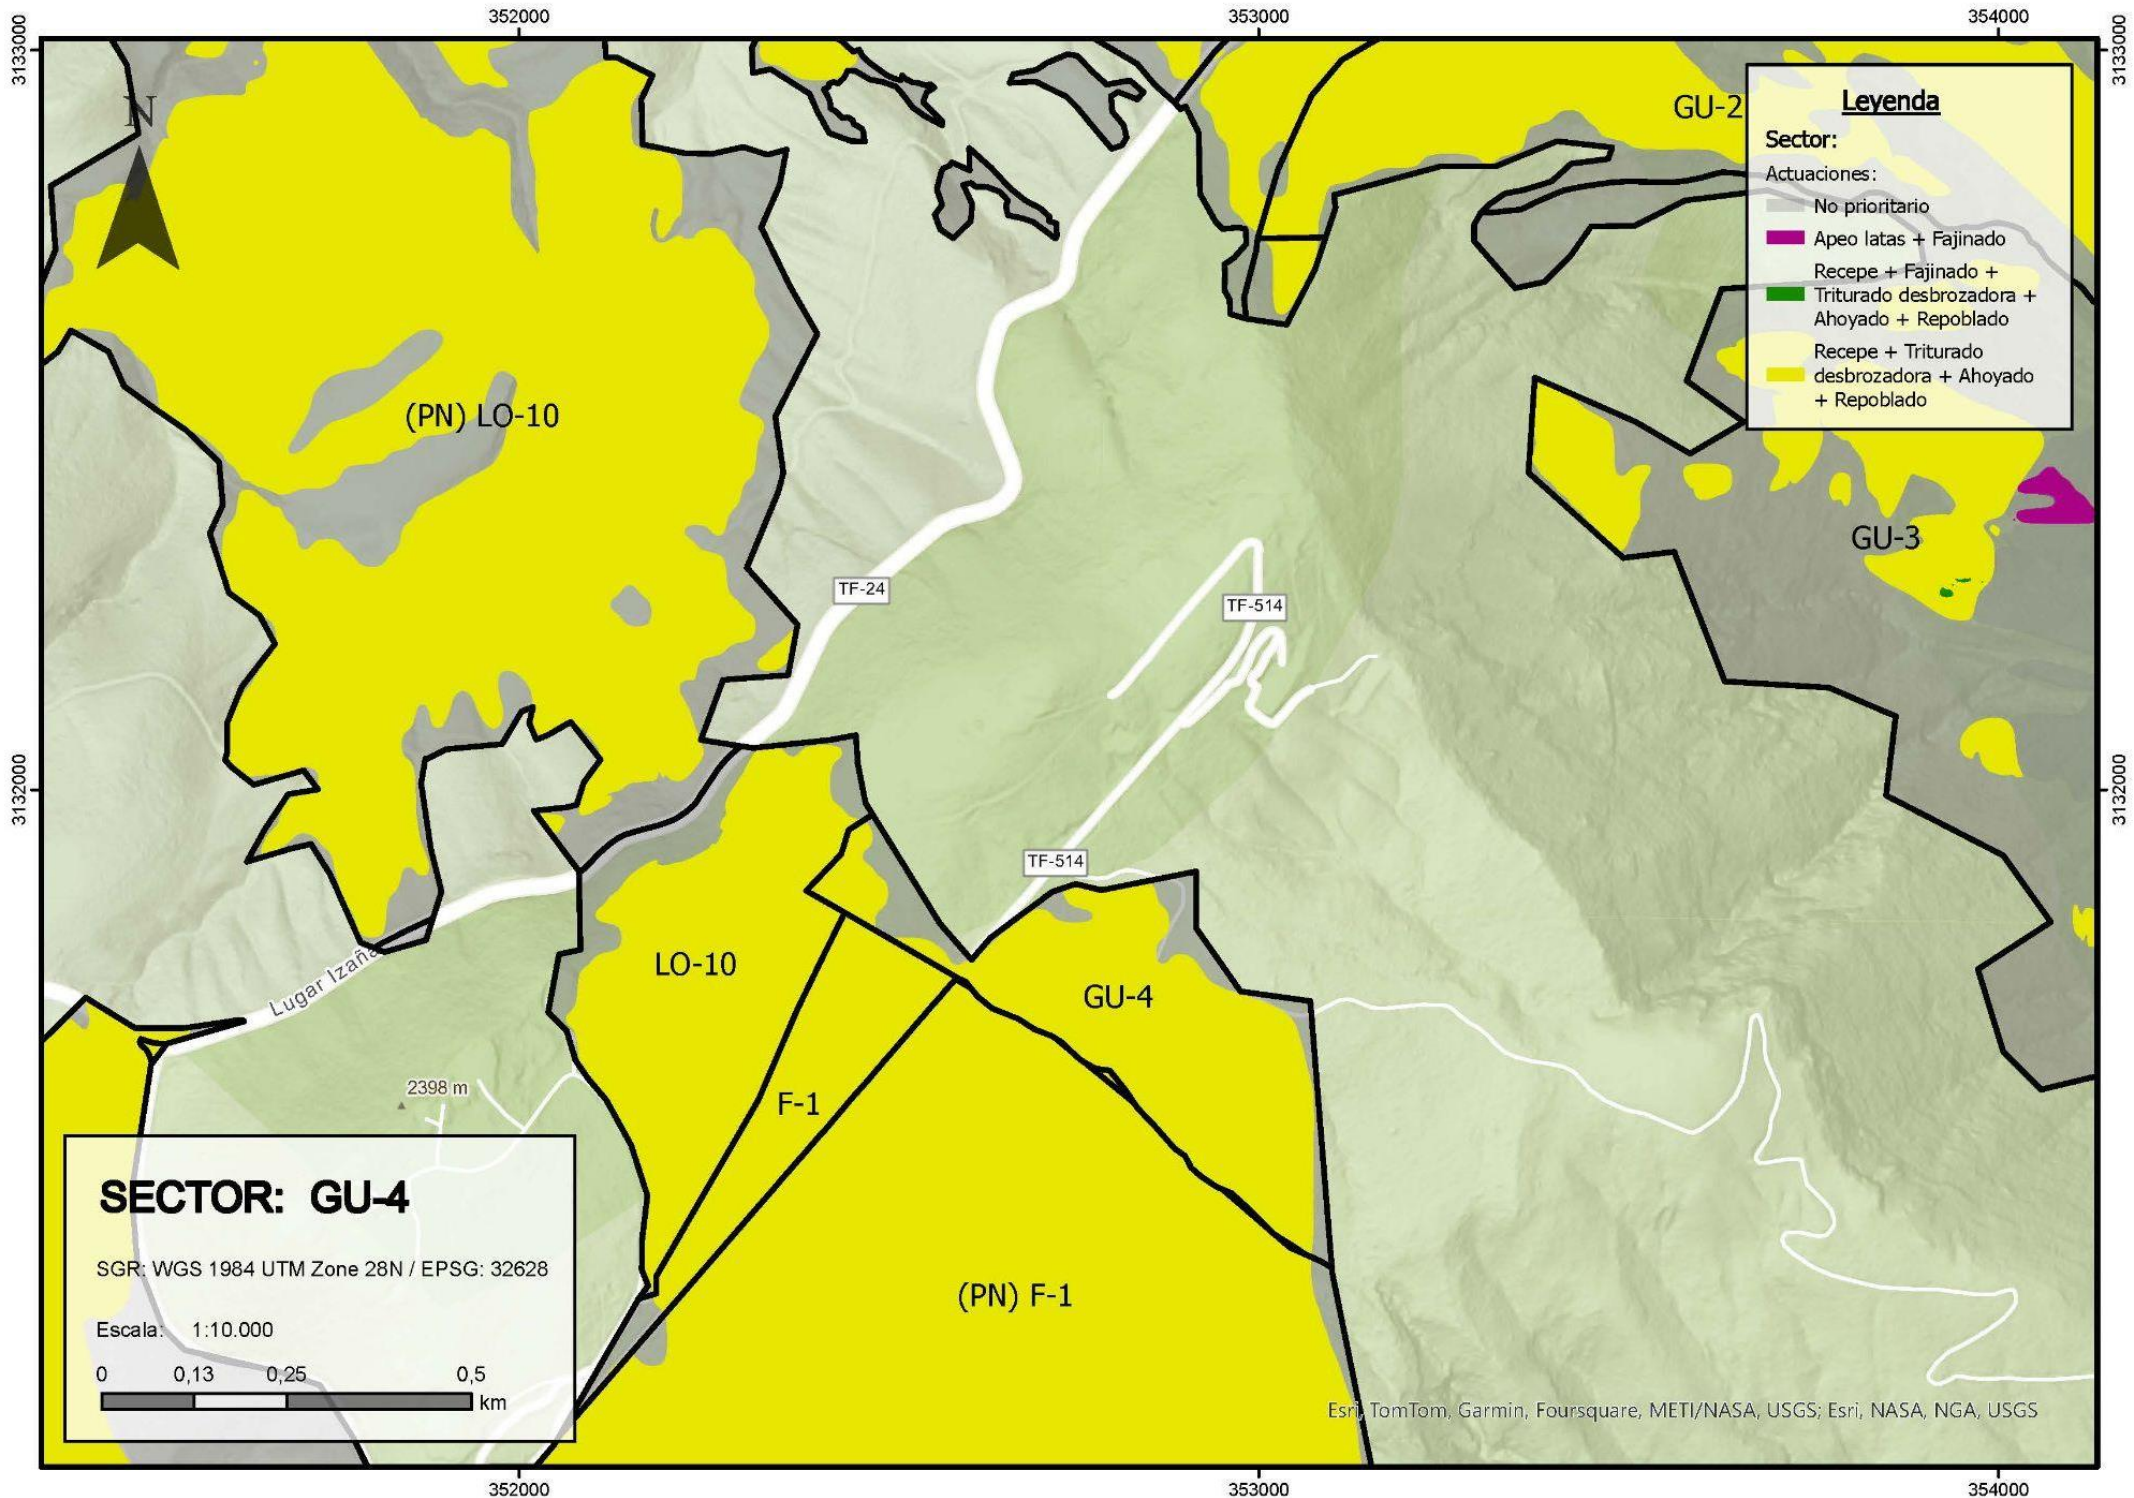 352000
353000
354000
3133000
3133000
N
GU-2
Leyenda
Sector:
Actuaciones:
No prioritario
Apeo latas + Fajinado
Recepe + Fajinado +
Triturado desbrozadora +
Ahoyado + Repoblado
Recepe + Triturado
desbrozadora + Ahoyado
+ Repoblado
(PN) LO-10
GU-3
TF-24
TF-514
3132000
3132000
TF-514
LO-10
GU-4
Lugar Izaña
2398 m
F-1
(PN) F-1
SECTOR: GU-4
SGR: WGS 1984 UTM Zone 28N / EPSG: 32628
Escala: 1:10.000
0 0,13 0,25 0,5
km
Esri, TomTom, Garmin, Foursquare, METI/NASA, USGS; Esri, NASA, NGA, USGS
352000
353000
354000